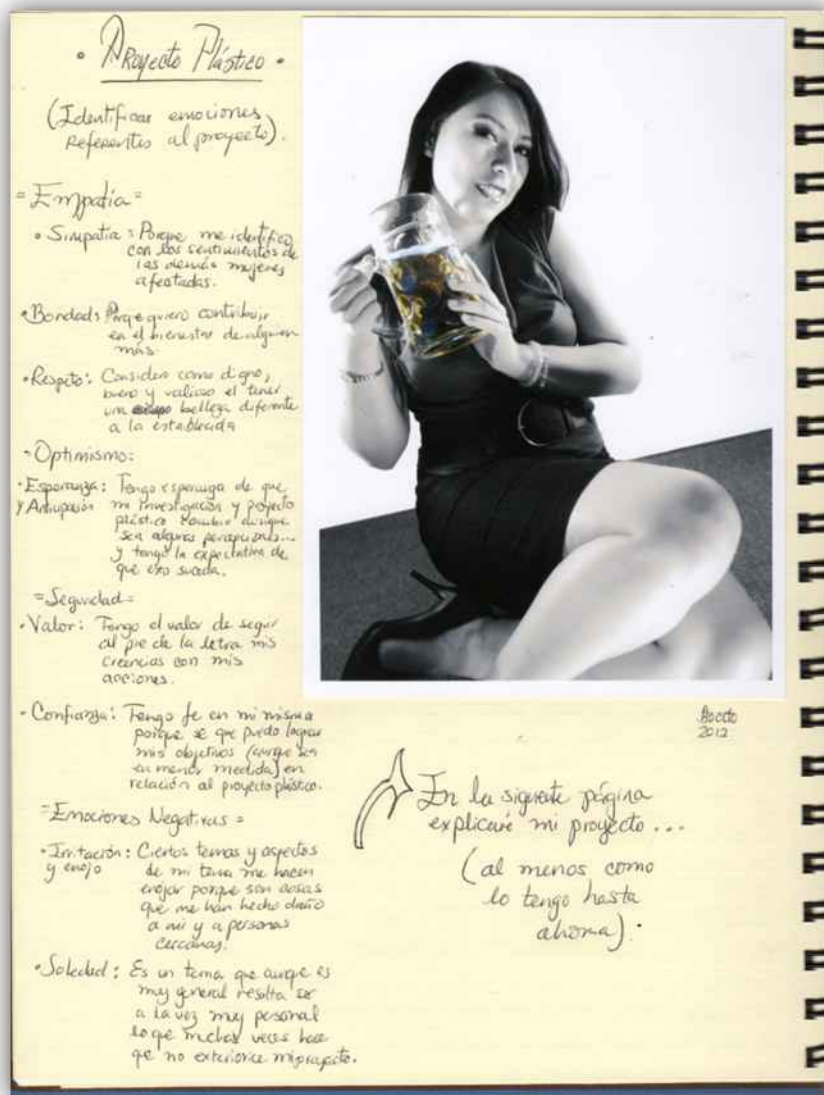 • Proyecto Plástico •
(Identificar emociones
referentes al proyecto).
= Empatía =
• Simpatía: Porque me identifico
con los sentimientos de
las demás mujeres
afectadas.
• Bondad: Porque quiero contribuir
en el bienestar de alguien
más.
• Respeto: Considero como digno,
bueno y valioso el tener
una belleza diferente
a la establecida
- Optimismo:
• Esperanza: Tengo esperanza de que
y Anticipación mi investigación y proyecto
plástico cambie aunque
sea algunas percepciones...
y tengo la expectativa de
que eso suceda.
= Seguridad =
• Valor: Tengo el valor de seguir
al pie de la letra mis
creencias con mis
acciones.
• Confianza: Tengo fe en mi misma
porque se que puedo lograr
mis objetivos (aunque sea
en menor medida) en
relación al proyecto plástico.
= Emociones Negativas =
• Irritación: Ciertos temas y aspectos
y enojo de mi tema me hacen
enojar porque son cosas
que me han hecho daño
a mi y a personas
cercanas.
• Soledad: Es un tema que aunque es
muy general resulta ser
a la vez muy personal
lo que muchas veces hace
que no exteriorice mi proyecto.
2012
En la siguiente página
explicaré mi proyecto...
(al menos como
lo tengo hasta
ahora).